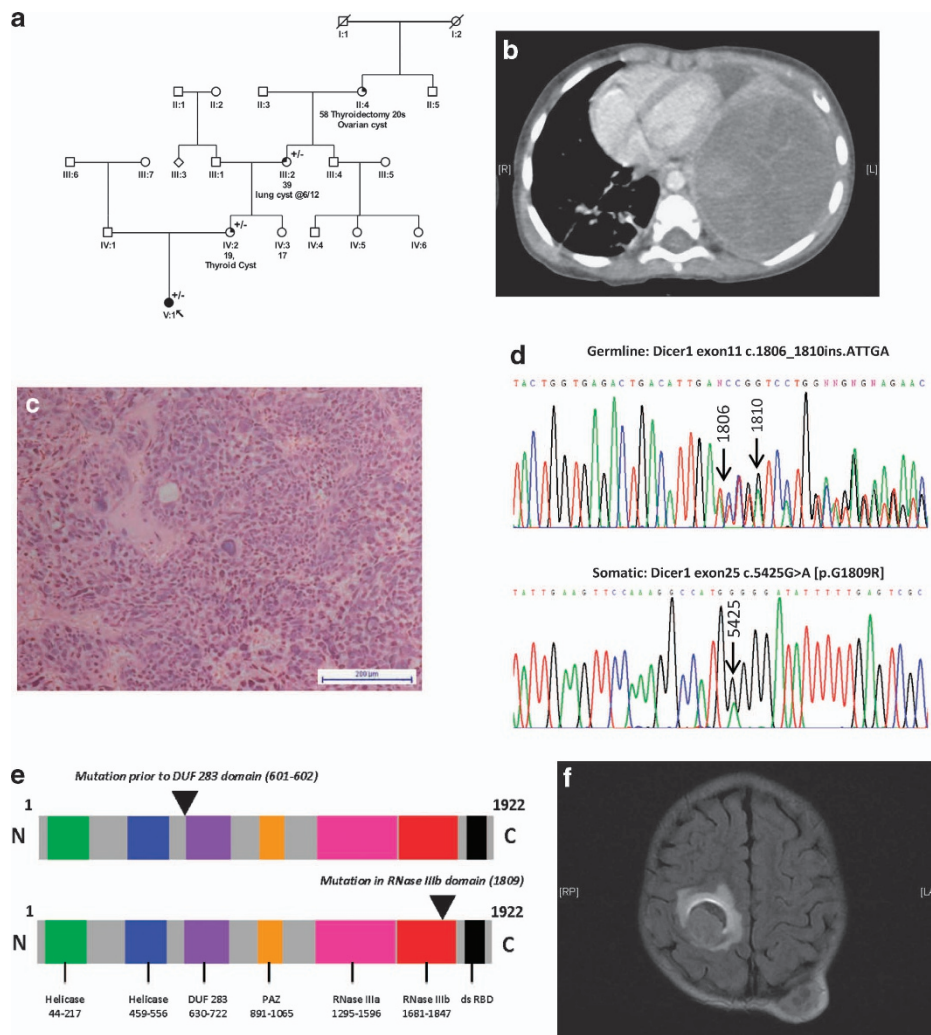 a
I:1 I:2
II:1 II:2 II:3 II:4 II:5
58 Thyroidectomy 20s
Ovarian cyst
+/-
III:6 III:7 III:3 III:1 III:2 III:4 III:5
39
lung cyst @6/12
+/-
IV:1 IV:2 IV:3 IV:4 IV:5 IV:6
19, 17
Thyroid Cyst
+/-
V:1
b
[R] [L]
c
200 µm
d
Germline: Dicer1 exon11 c.1806_1810ins.ATTGA
TACTGGTGAGACTGACATTGANCCGGTCCTGGNNGNGNAGAAC
1806
1810
Somatic: Dicer1 exon25 c.5425G>A [p.G1809R]
TATTGAAGTTCCAAAGGCCATGGGGGATATTTTTGAGTCGC
5425
e
Mutation prior to DUF 283 domain (601-602)
1 1922
N C
Mutation in RNase IIIb domain (1809)
1 1922
N C
Helicase DUF 283 PAZ RNase IIIa RNase IIIb ds RBD
44-217 459-556 630-722 891-1065 1295-1596 1681-1847
Helicase
f
[RP] [LA